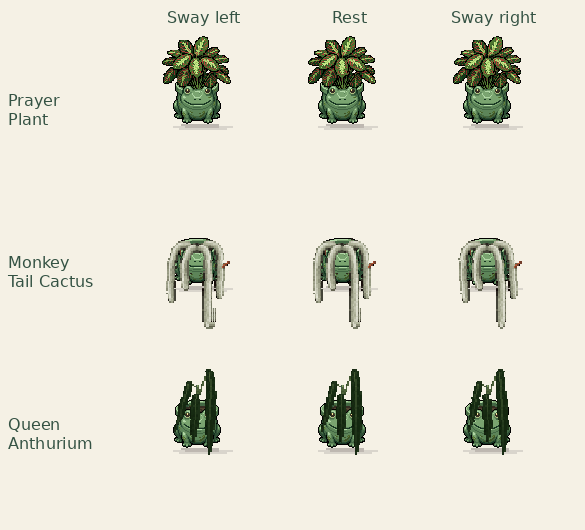 Sway left Rest Sway right
Prayer
Plant
Monkey
Tail Cactus
Queen
Anthurium